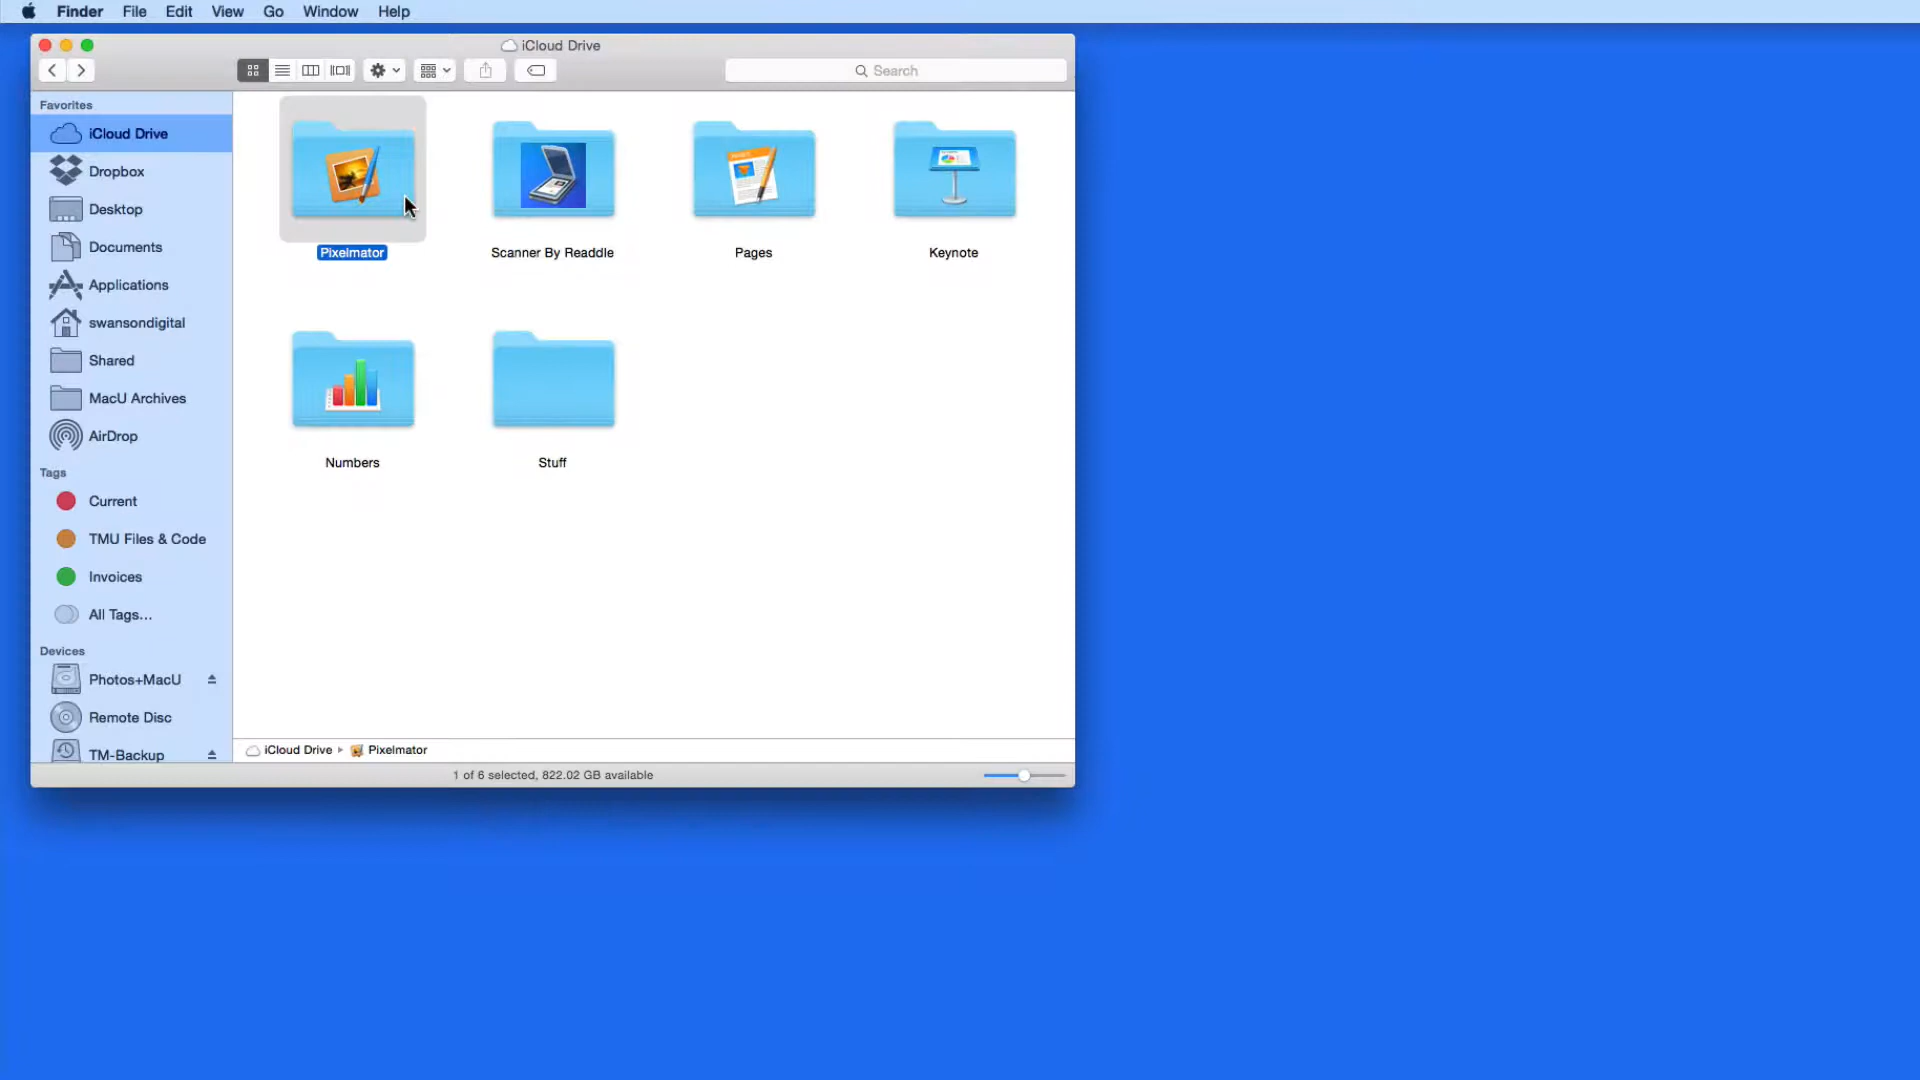 Finder File Edit View Go Window Help
iCloud Drive
Search
Favorites
iCloud Drive
Dropbox
Desktop
Documents
Applications
swansondigital
Shared
MacU Archives
AirDrop
Tags
Current
TMU Files & Code
Invoices
All Tags...
Devices
Photos+MacU
Remote Disc
TM-Backup
Pixelmator Scanner By Readdle Pages Keynote
Numbers Stuff
iCloud Drive Pixelmator
1 of 6 selected, 822.02 GB available